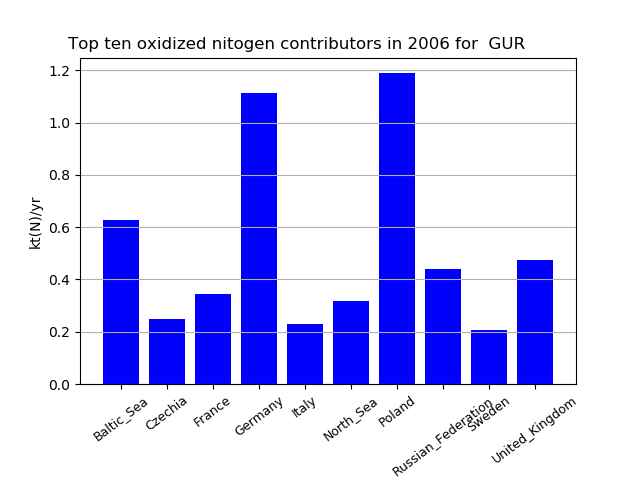 Top ten oxidized nitogen contributors in 2006 for  GUR
kt(N)/yr
1.2
1.0
0.8
0.6
0.4
0.2
0.0
Baltic_Sea
Czechia
France
Germany
Italy
North_Sea
Poland
Russian_Federation
Sweden
United_Kingdom